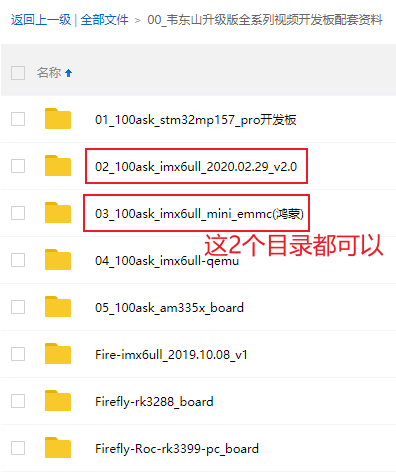 返回上一级 | 全部文件 > 00_韦东山升级版全系列视频开发板配套资料
名称
01_100ask_stm32mp157_pro开发板
02_100ask_imx6ull_2020.02.29_v2.0
03_100ask_imx6ull_mini_emmc(鸿蒙)
这2个目录都可以
04_100ask_imx6ull-qemu
05_100ask_am335x_board
Fire-imx6ull_2019.10.08_v1
Firefly-rk3288_board
Firefly-Roc-rk3399-pc_board